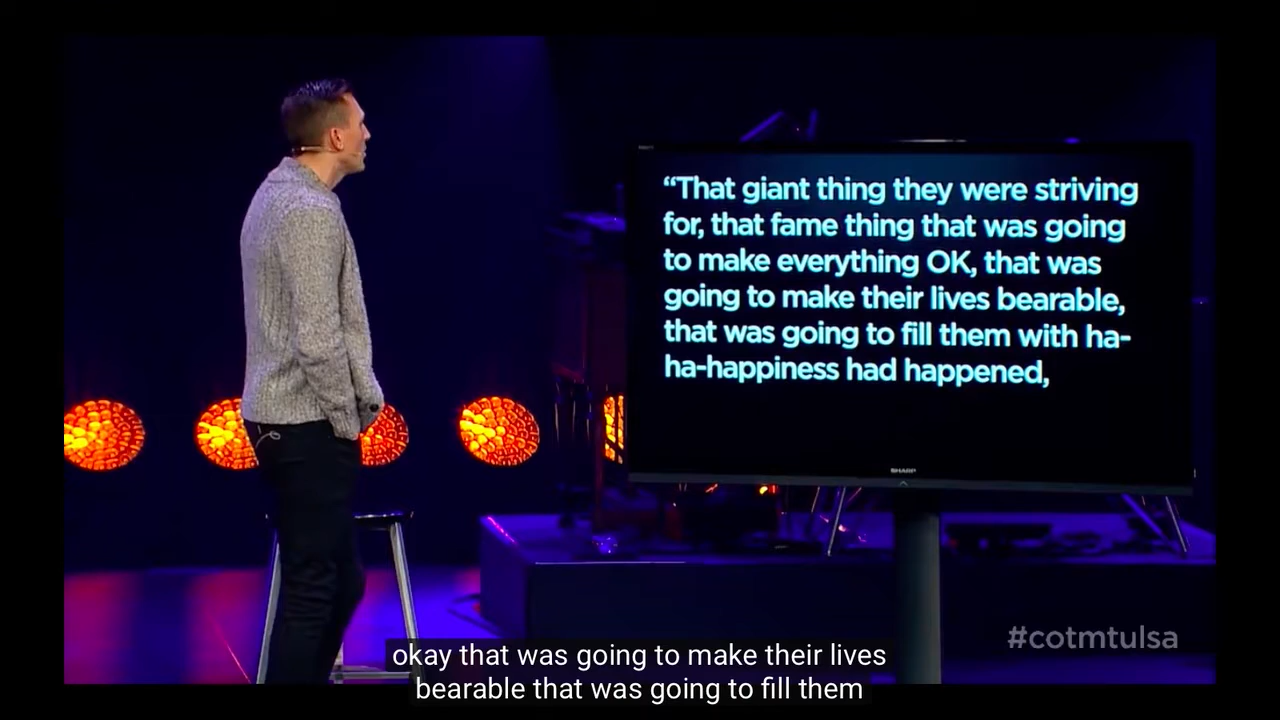 “That giant thing they were striving
for, that fame thing that was going
to make everything OK, that was
going to make their lives bearable,
that was going to fill them with ha-
ha-happiness had happened,
SHARP
#cotmtulsa
okay that was going to make their lives
bearable that was going to fill them